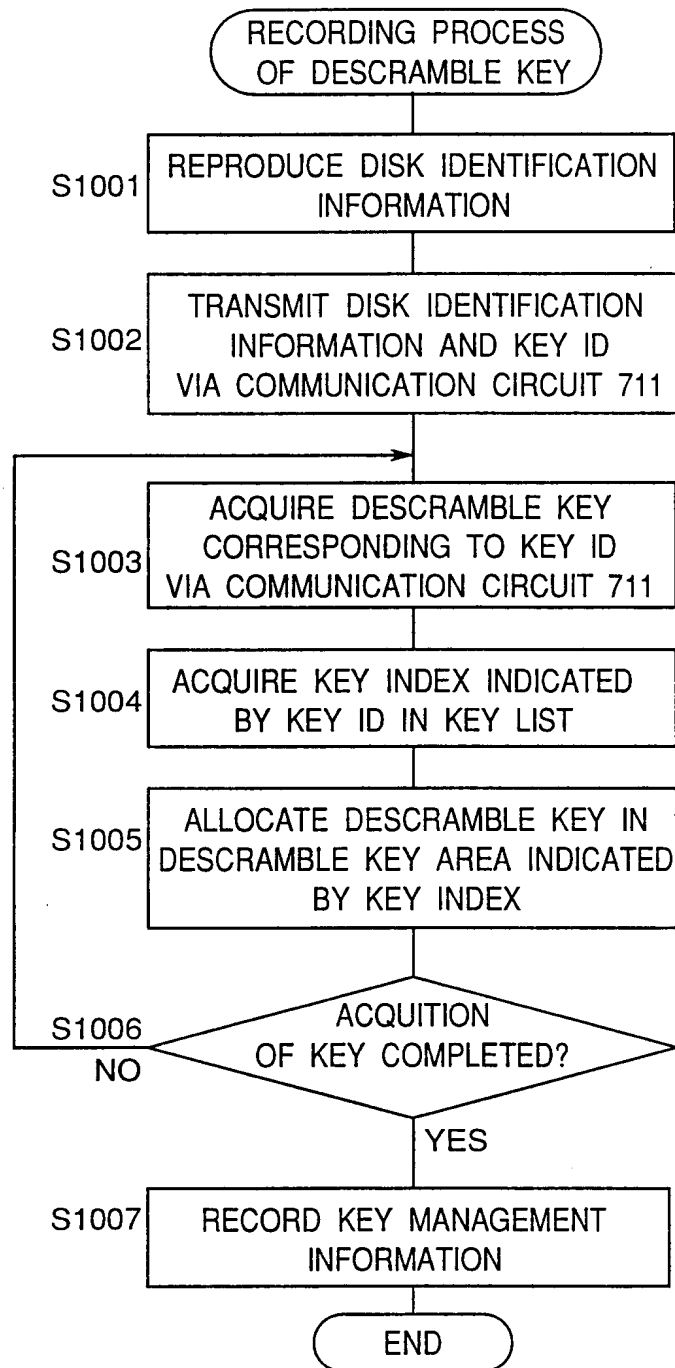 RECORDING PROCESS
OF DESCRAMBLE KEY
S1001
REPRODUCE DISK IDENTIFICATION
INFORMATION
S1002
TRANSMIT DISK IDENTIFICATION
INFORMATION AND KEY ID
VIA COMMUNICATION CIRCUIT 711
S1003
ACQUIRE DESCRAMBLE KEY
CORRESPONDING TO KEY ID
VIA COMMUNICATION CIRCUIT 711
S1004
ACQUIRE KEY INDEX INDICATED
BY KEY ID IN KEY LIST
S1005
ALLOCATE DESCRAMBLE KEY IN
DESCRAMBLE KEY AREA INDICATED
BY KEY INDEX
S1006
ACQUITION
OF KEY COMPLETED?
NO
YES
S1007
RECORD KEY MANAGEMENT
INFORMATION
END